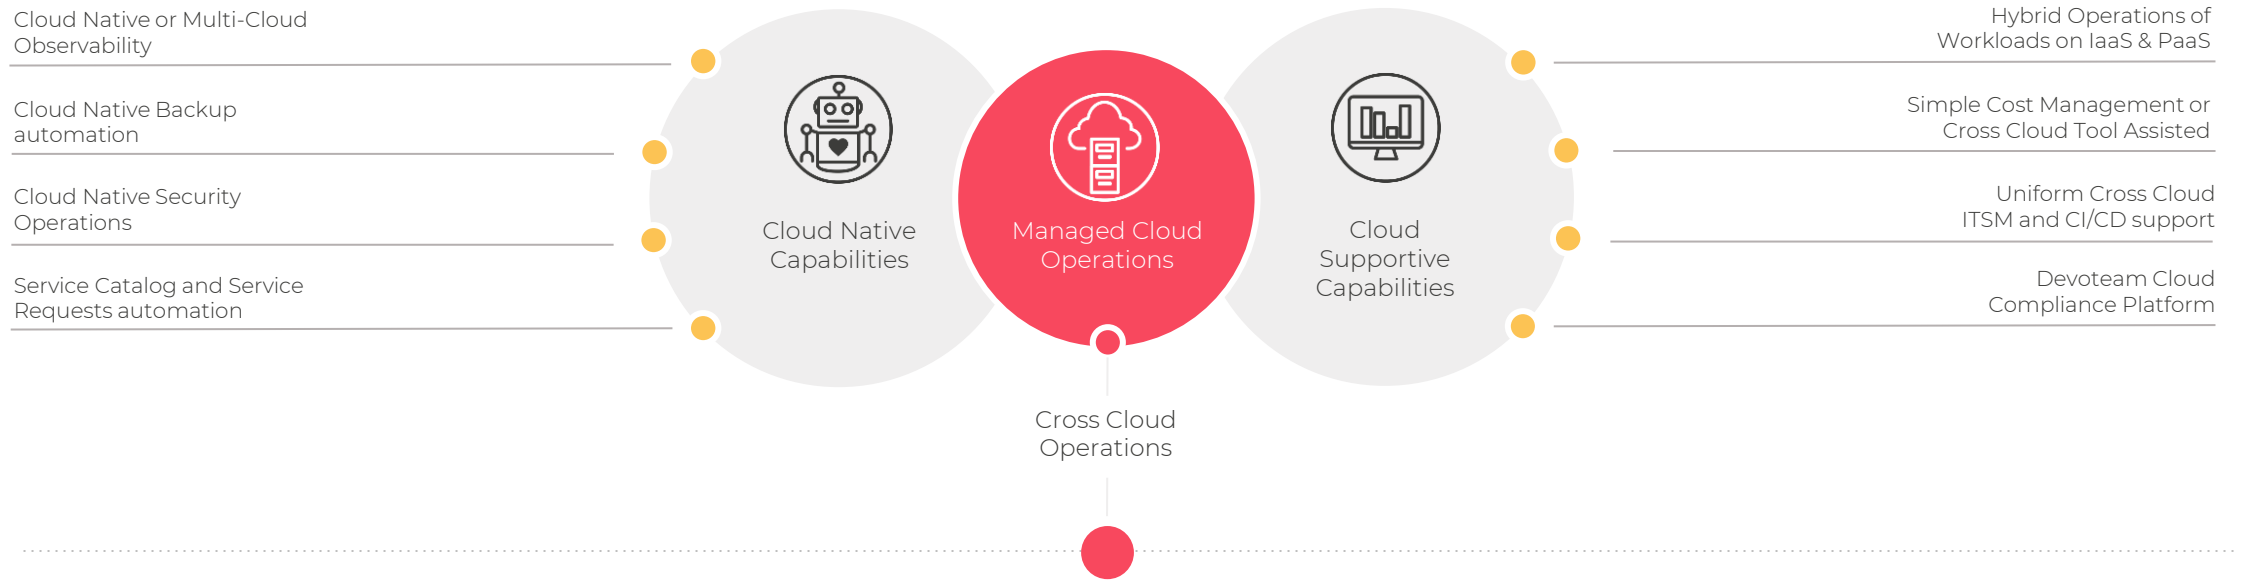 Cloud Native or Multi-Cloud
Observability
Cloud Native Backup
automation
Cloud Native Security
Operations
Service Catalog and Service
Requests automation
Cloud Native
Capabilities
Managed Cloud
Operations
Cloud
Supportive
Capabilities
Hybrid Operations of
Workloads on IaaS & PaaS
Simple Cost Management or
Cross Cloud Tool Assisted
Uniform Cross Cloud
ITSM and CI/CD support
Devoteam Cloud
Compliance Platform
Cross Cloud
Operations